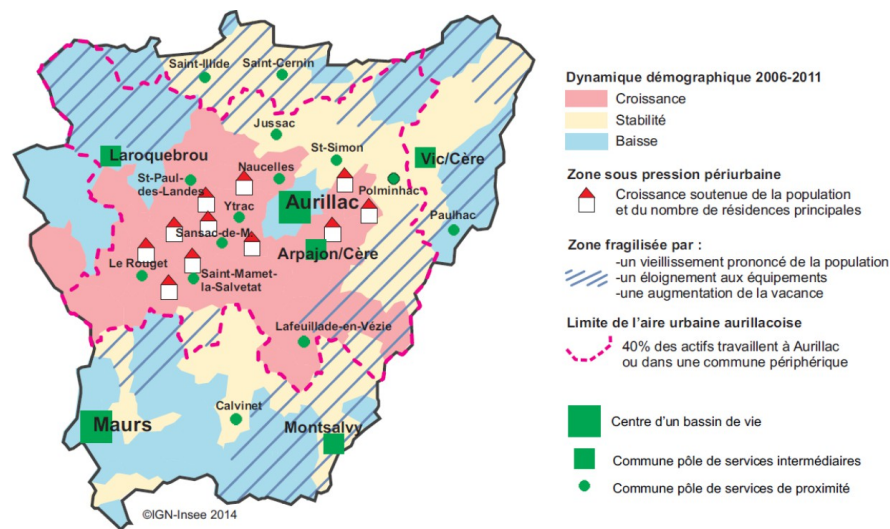 Saint-Illide
Saint-Cernin
Jussac
St-Simon
Laroquebrou
Vic/Cère
St-Paul-
des-Landes
Naucelles
Polminhac
Aurillac
Ytrac
Paulhac
Sansac-de-M.
Arpajon/Cère
Le Rouget
Saint-Mamet-
la-Salvetat
Lafeuillade-en-Vézie
Calvinet
Maurs
Montsalvy
©IGN-Insee 2014
Dynamique démographique 2006-2011
Croissance
Stabilité
Baisse
Zone sous pression périurbaine
Croissance soutenue de la population
et du nombre de résidences principales
Zone fragilisée par :
-un vieillissement prononcé de la population
-un éloignement aux équipements
-une augmentation de la vacance
Limite de l'aire urbaine aurillacoise
40% des actifs travaillent à Aurillac
ou dans une commune périphérique
Centre d'un bassin de vie
Commune pôle de services intermédiaires
Commune pôle de services de proximité